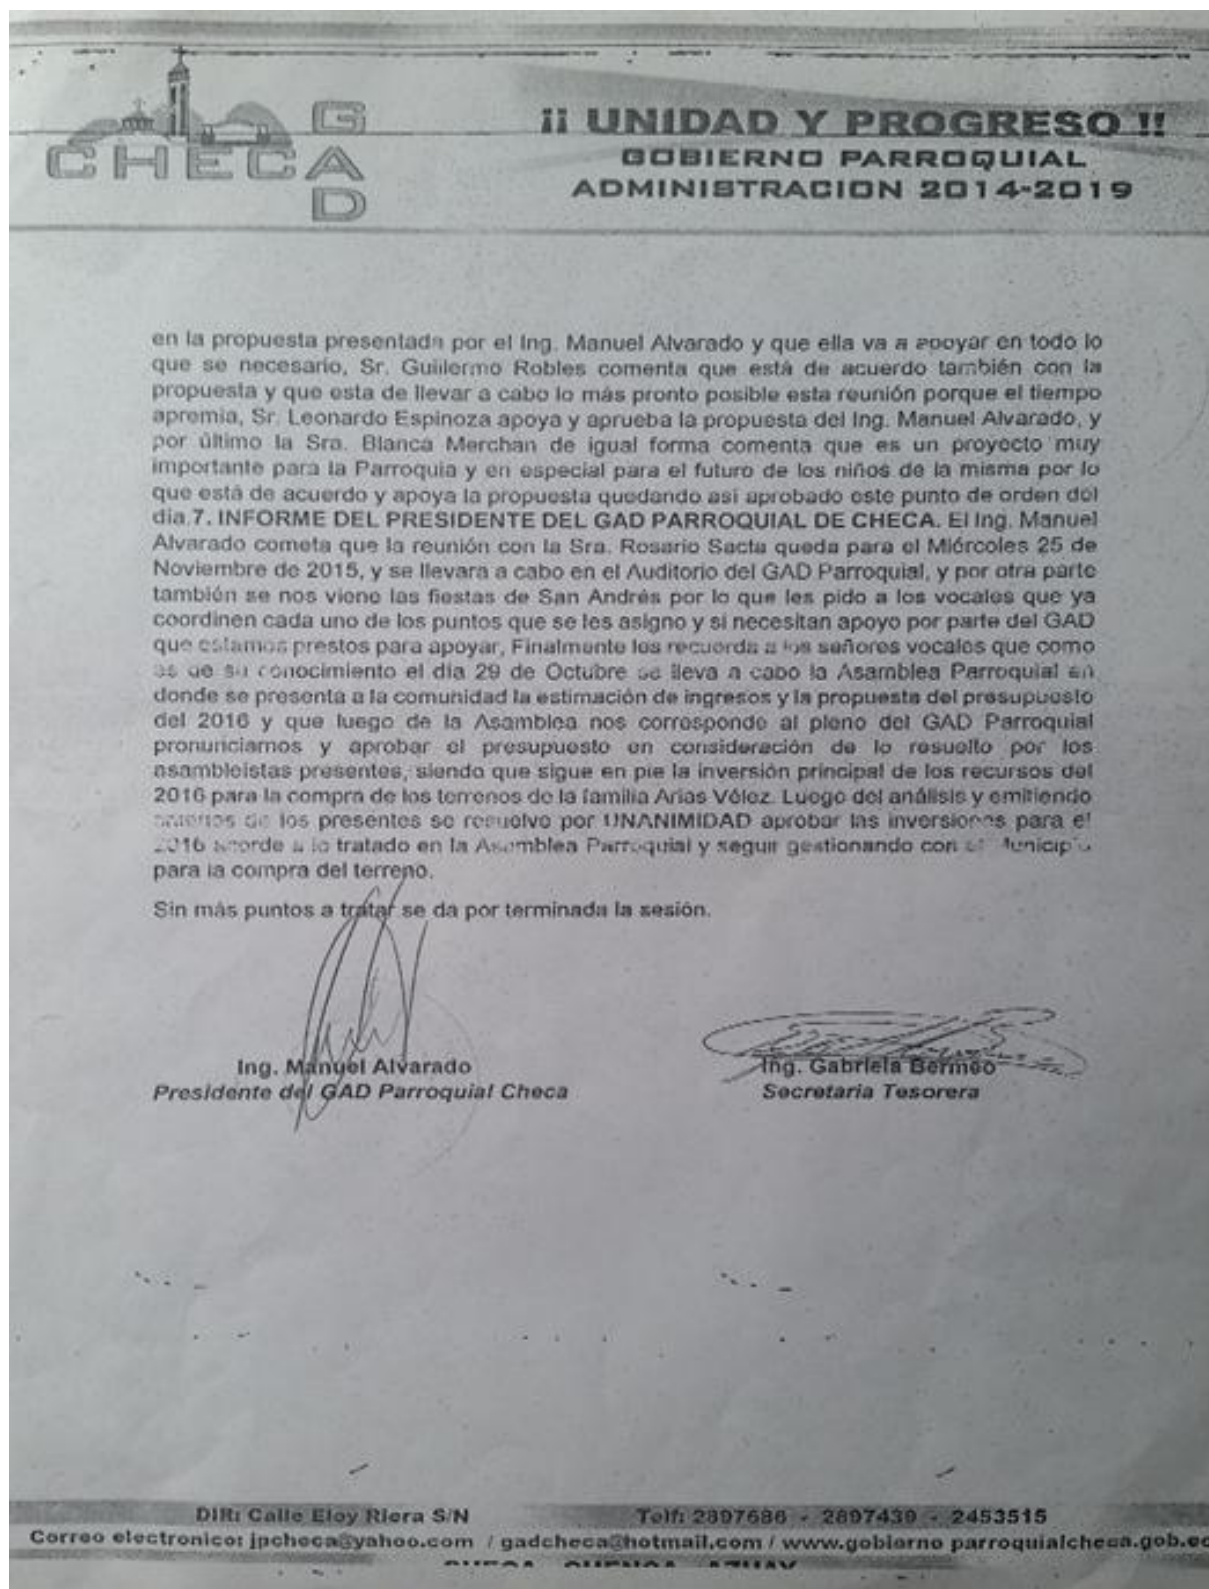 CHECA
GAD
¡¡ UNIDAD Y PROGRESO !!
GOBIERNO PARROQUIAL
ADMINISTRACION 2014-2019
en la propuesta presentada por el Ing. Manuel Alvarado y que ella va a apoyar en todo lo
que se necesario, Sr. Guillermo Robles comenta que está de acuerdo también con la
propuesta y que esta de llevar a cabo lo más pronto posible esta reunión porque el tiempo
apremia, Sr. Leonardo Espinoza apoya y aprueba la propuesta del Ing. Manuel Alvarado, y
por último la Sra. Blanca Merchan de igual forma comenta que es un proyecto muy
importante para la Parroquia y en especial para el futuro de los niños de la misma por lo
que está de acuerdo y apoya la propuesta quedando así aprobado este punto de orden del
día.7. INFORME DEL PRESIDENTE DEL GAD PARROQUIAL DE CHECA. El Ing. Manuel
Alvarado cometa que la reunión con la Sra. Rosario Sacta queda para el Miércoles 25 de
Noviembre de 2015, y se llevara a cabo en el Auditorio del GAD Parroquial, y por otra parte
también se nos viene las fiestas de San Andrés por lo que les pido a los vocales que ya
coordinen cada uno de los puntos que se les asigno y si necesitan apoyo por parte del GAD
que estamos prestos para apoyar, Finalmente les recuerda a los señores vocales que como
es de su conocimiento el día 29 de Octubre se lleva a cabo la Asamblea Parroquial en
donde se presenta a la comunidad la estimación de ingresos y la propuesta del presupuesto
del 2016 y que luego de la Asamblea nos corresponde al pleno del GAD Parroquial
pronunciarnos y aprobar el presupuesto en consideración de lo resuelto por los
asambleistas presentes, siendo que sigue en pie la inversión principal de los recursos del
2016 para la compra de los terrenos de la familia Arias Vélez. Luego del análisis y emitiendo
criterios de los presentes se resuelve por UNANIMIDAD aprobar las inversiones para el
2016 acorde a lo tratado en la Asamblea Parroquial y seguir gestionando con el Municipio
para la compra del terreno.
Sin más puntos a tratar se da por terminada la sesión.
Ing. Manuel Alvarado
Presidente del GAD Parroquial Checa
Ing. Gabriela Bermeo
Secretaria Tesorera
DIR: Calle Eloy Riera S/N Telf: 2897686 - 2897439 - 2453515
Correo electronico: jpcheca@yahoo.com / gadcheca@hotmail.com / www.gobierno parroquialcheca.gob.ec
CHECA CUENCA AZUAY